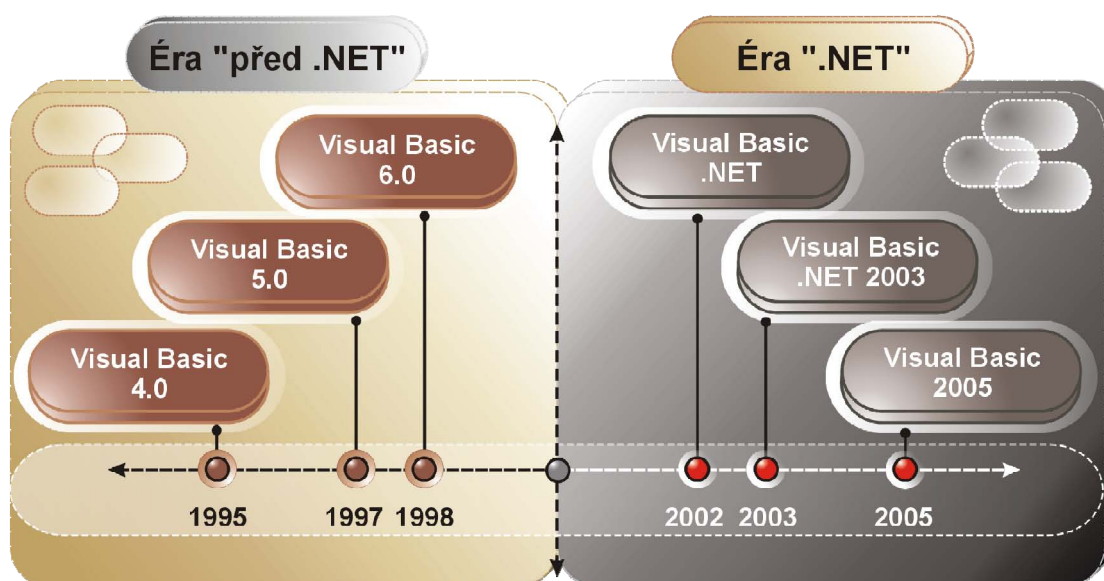 Éra "před .NET"
Éra ".NET"
Visual Basic
6.0
Visual Basic
5.0
Visual Basic
4.0
Visual Basic
.NET
Visual Basic
.NET 2003
Visual Basic
2005
1995
1997
1998
2002
2003
2005